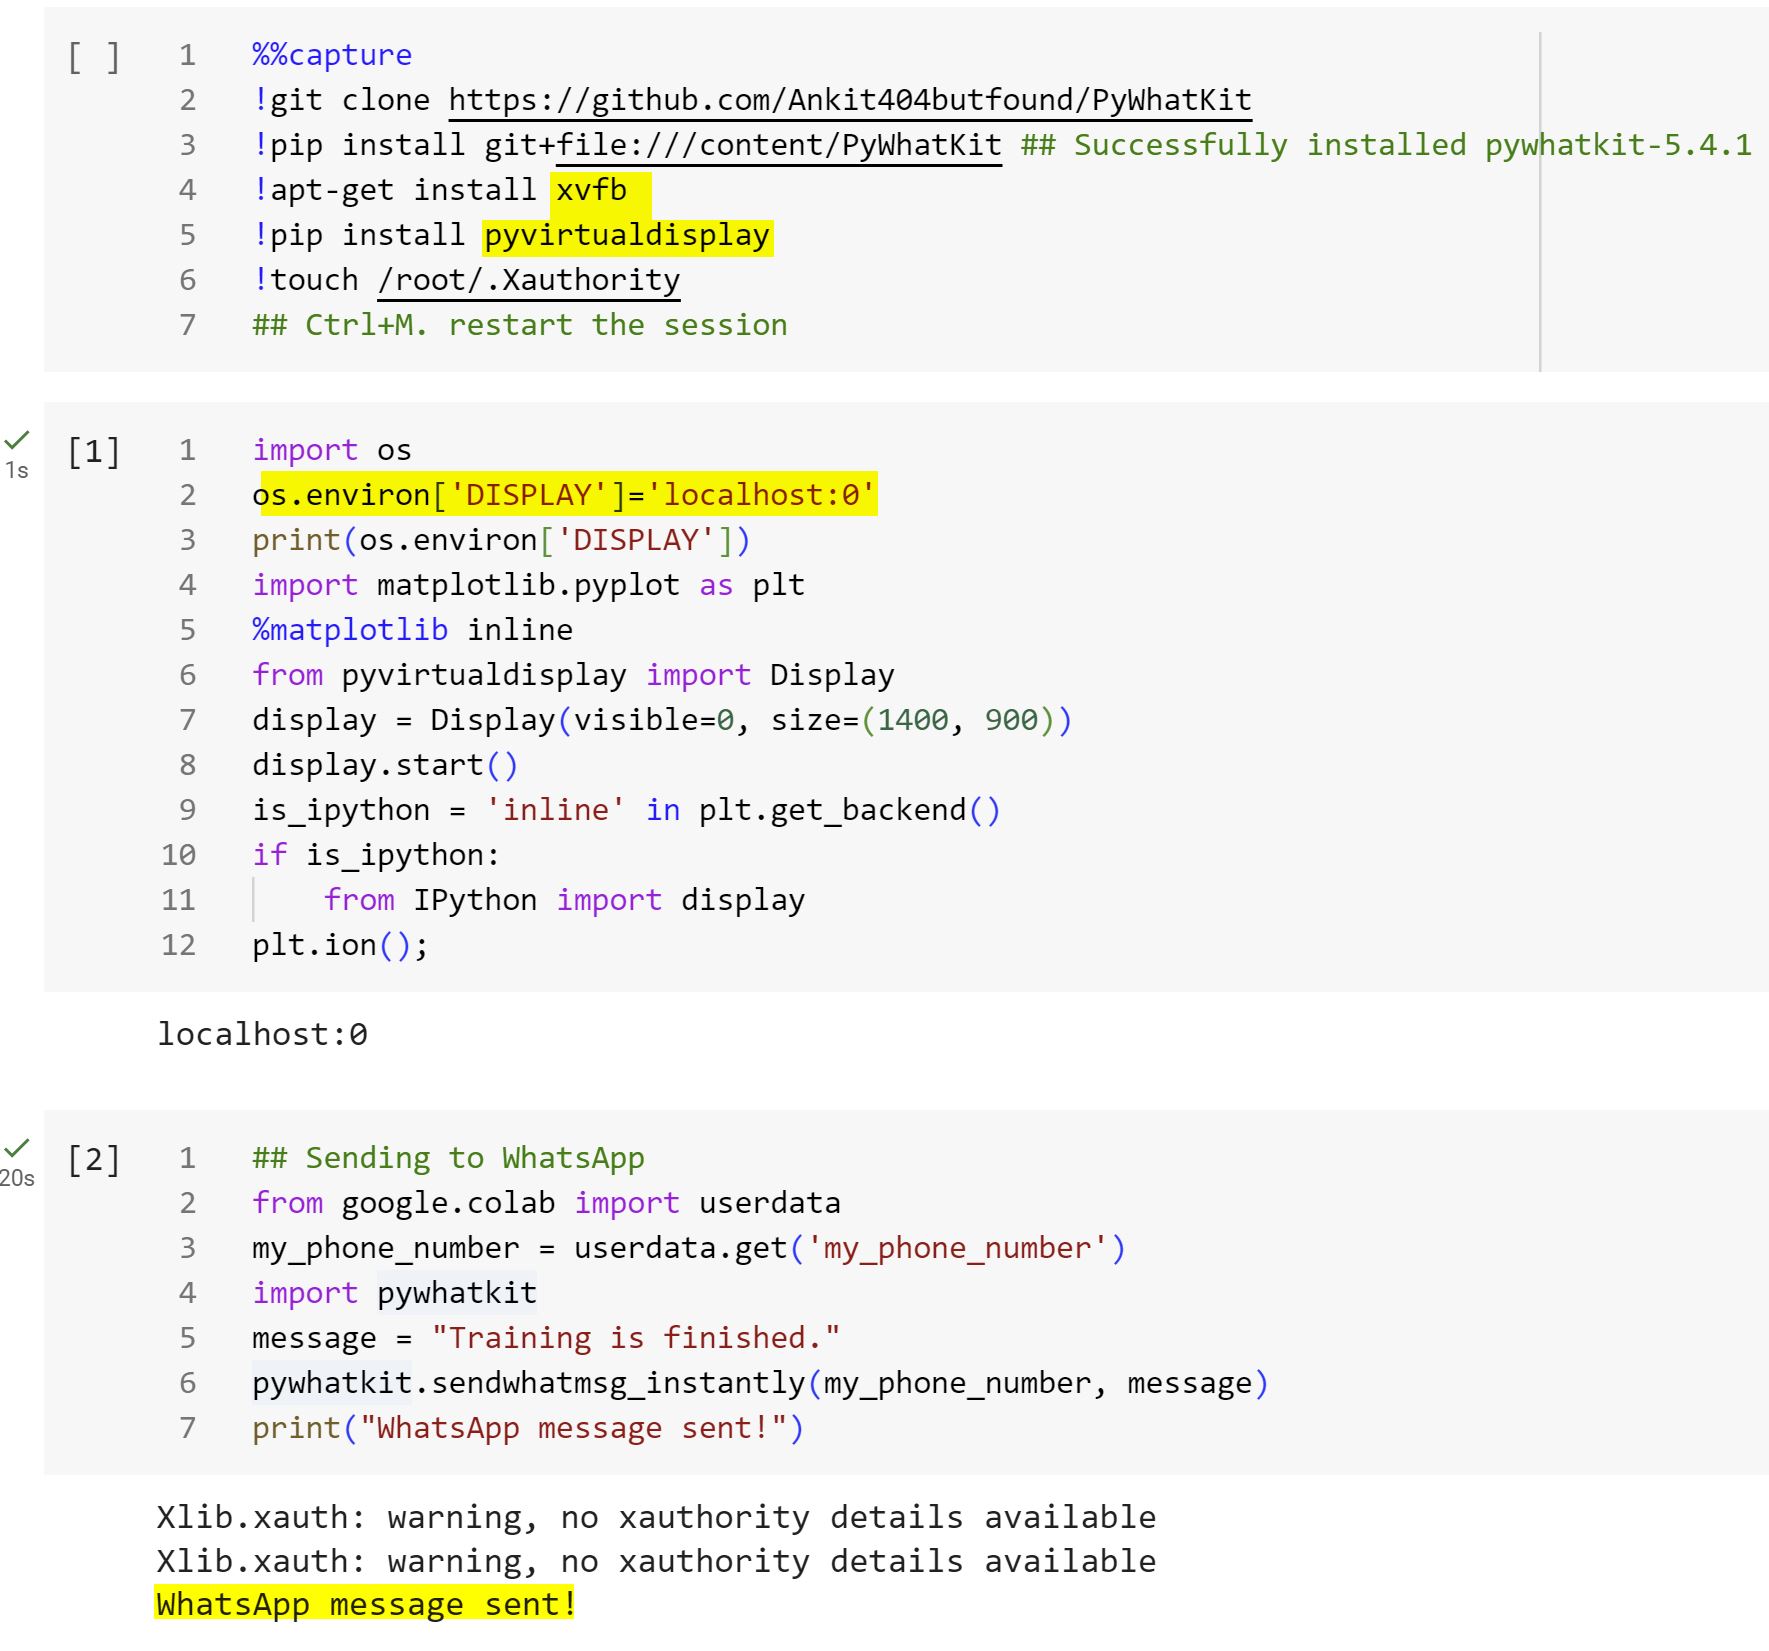 [ ] 1 %%capture
2 !git clone https://github.com/Ankit404butfound/PyWhatKit
3 !pip install git+file:///content/PyWhatKit ## Successfully installed pywhatkit-5.4.1
4 !apt-get install xvfb
5 !pip install pyvirtualdisplay
6 !touch /root/.Xauthority
7 ## Ctrl+M. restart the session
[1] 1 import os
1s
2 os.environ['DISPLAY']='localhost:0'
3 print(os.environ['DISPLAY'])
4 import matplotlib.pyplot as plt
5 %matplotlib inline
6 from pyvirtualdisplay import Display
7 display = Display(visible=0, size=(1400, 900))
8 display.start()
9 is_ipython = 'inline' in plt.get_backend()
10 if is_ipython:
11     from IPython import display
12 plt.ion();
localhost:0
[2] 1 ## Sending to WhatsApp
20s
2 from google.colab import userdata
3 my_phone_number = userdata.get('my_phone_number')
4 import pywhatkit
5 message = "Training is finished."
6 pywhatkit.sendwhatmsg_instantly(my_phone_number, message)
7 print("WhatsApp message sent!")
Xlib.xauth: warning, no xauthority details available
Xlib.xauth: warning, no xauthority details available
WhatsApp message sent!